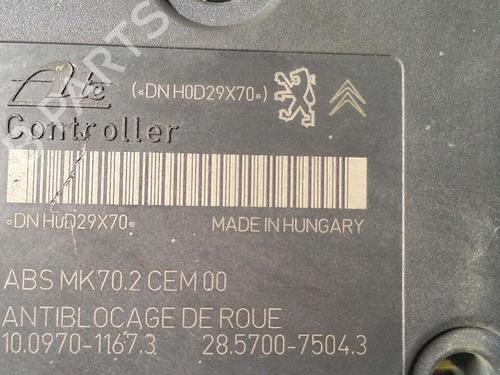 Ate («DN H0D29X70»)
Controller
«DN H0D29X70« MADE IN HUNGARY
ABS MK70.2 CEM 00
ANTIBLOCAGE DE ROUE
10.0970-1167.3 28.5700-7504.3